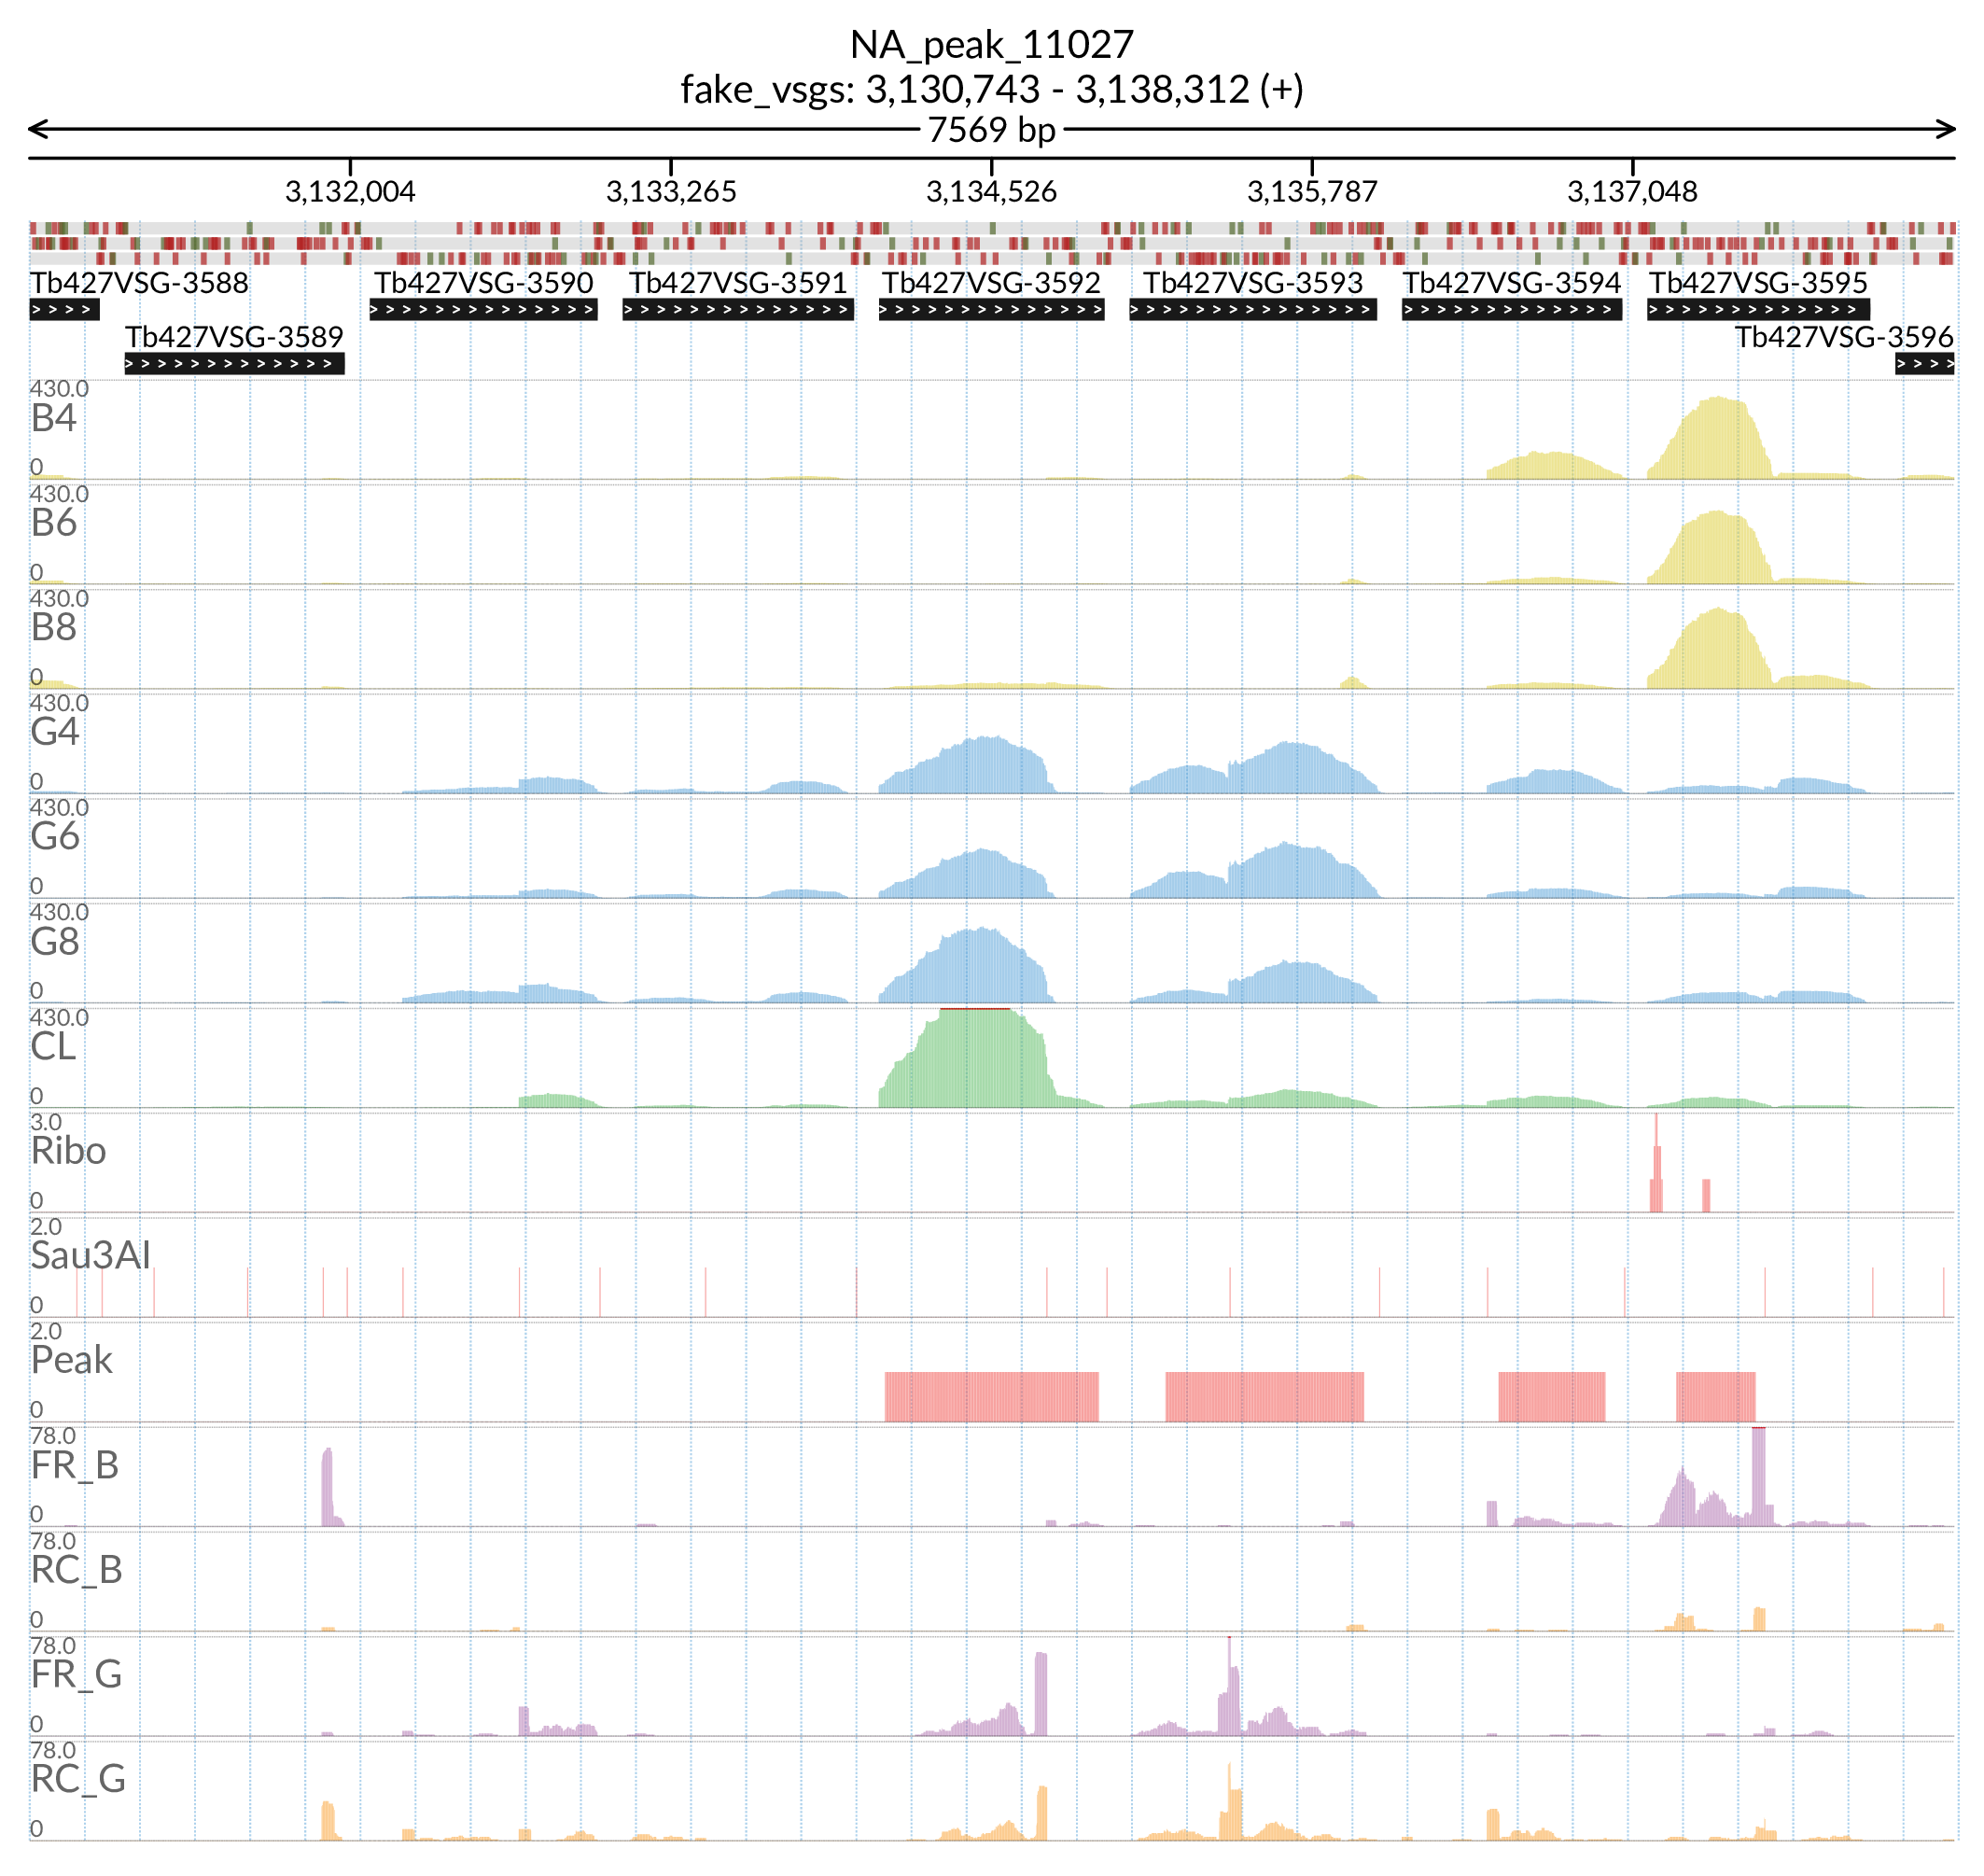 NA_peak_11027
fake_vsgs: 3,130,743 - 3,138,312 (+)
7569 bp
3,132,004 3,133,265 3,134,526 3,135,787 3,137,048
Tb427VSG-3588 Tb427VSG-3590 Tb427VSG-3591 Tb427VSG-3592 Tb427VSG-3593 Tb427VSG-3594 Tb427VSG-3595
Tb427VSG-3589 Tb427VSG-3596
430.0
B4
0
430.0
B6
0
430.0
B8
0
430.0
G4
0
430.0
G6
0
430.0
G8
0
430.0
CL
0
3.0
Ribo
0
2.0
Sau3AI
0
2.0
Peak
0
78.0
FR_B
0
78.0
RC_B
0
78.0
FR_G
0
78.0
RC_G
0